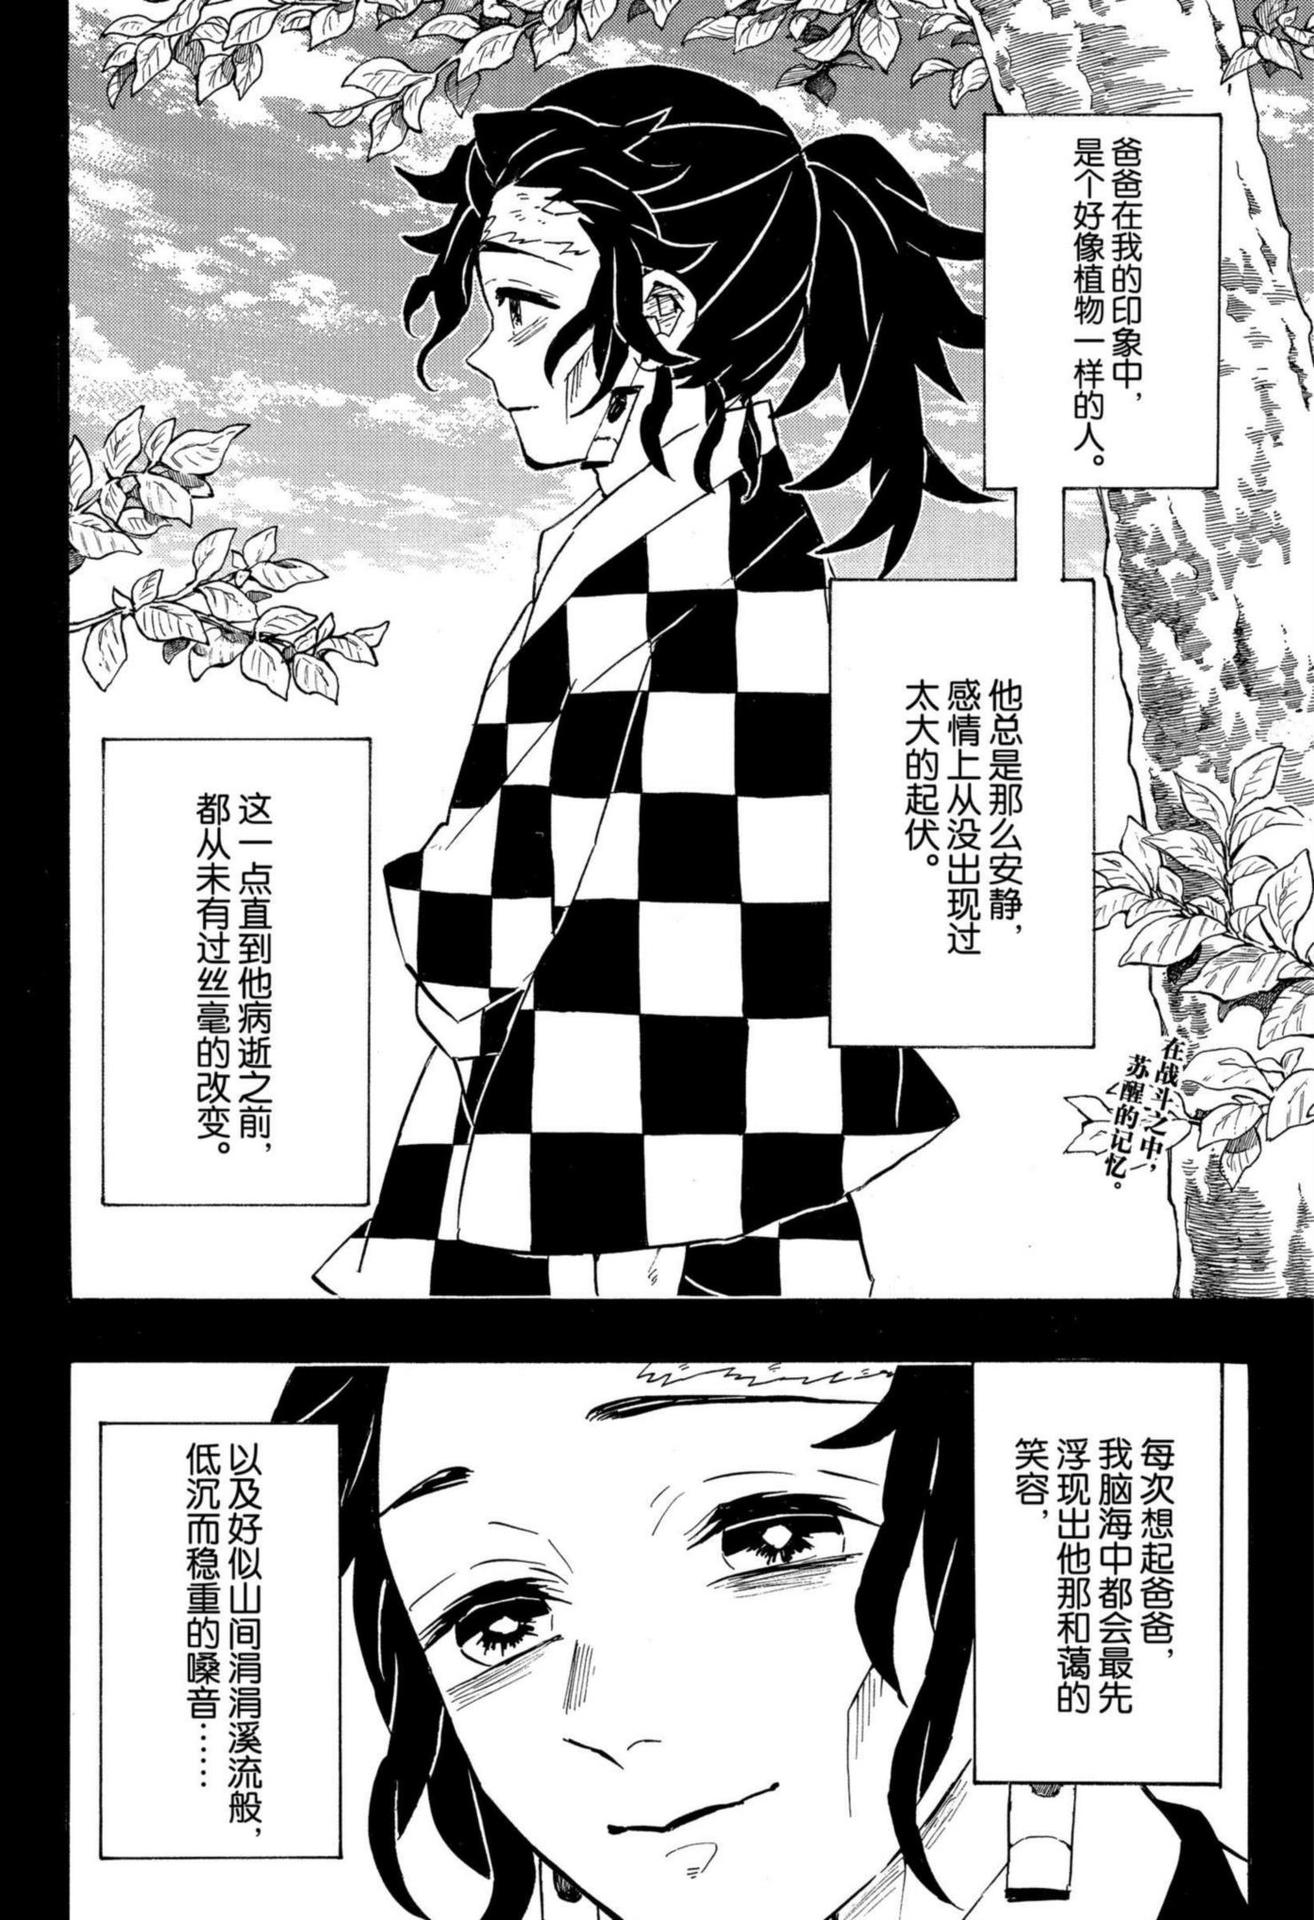 爸爸在我的印象中，
是个好像植物一样的人。
他总是那么安静，
感情上从没出现过
太大的起伏。
在战斗之中，
苏醒的记忆。
这一点直到他病逝之前，
都从未有过丝毫的改变。
每次想起爸爸，
我脑海中都会最先
浮现出他那和蔼的
笑容，
以及好似山间涓涓溪流般，
低沉而稳重的嗓音……